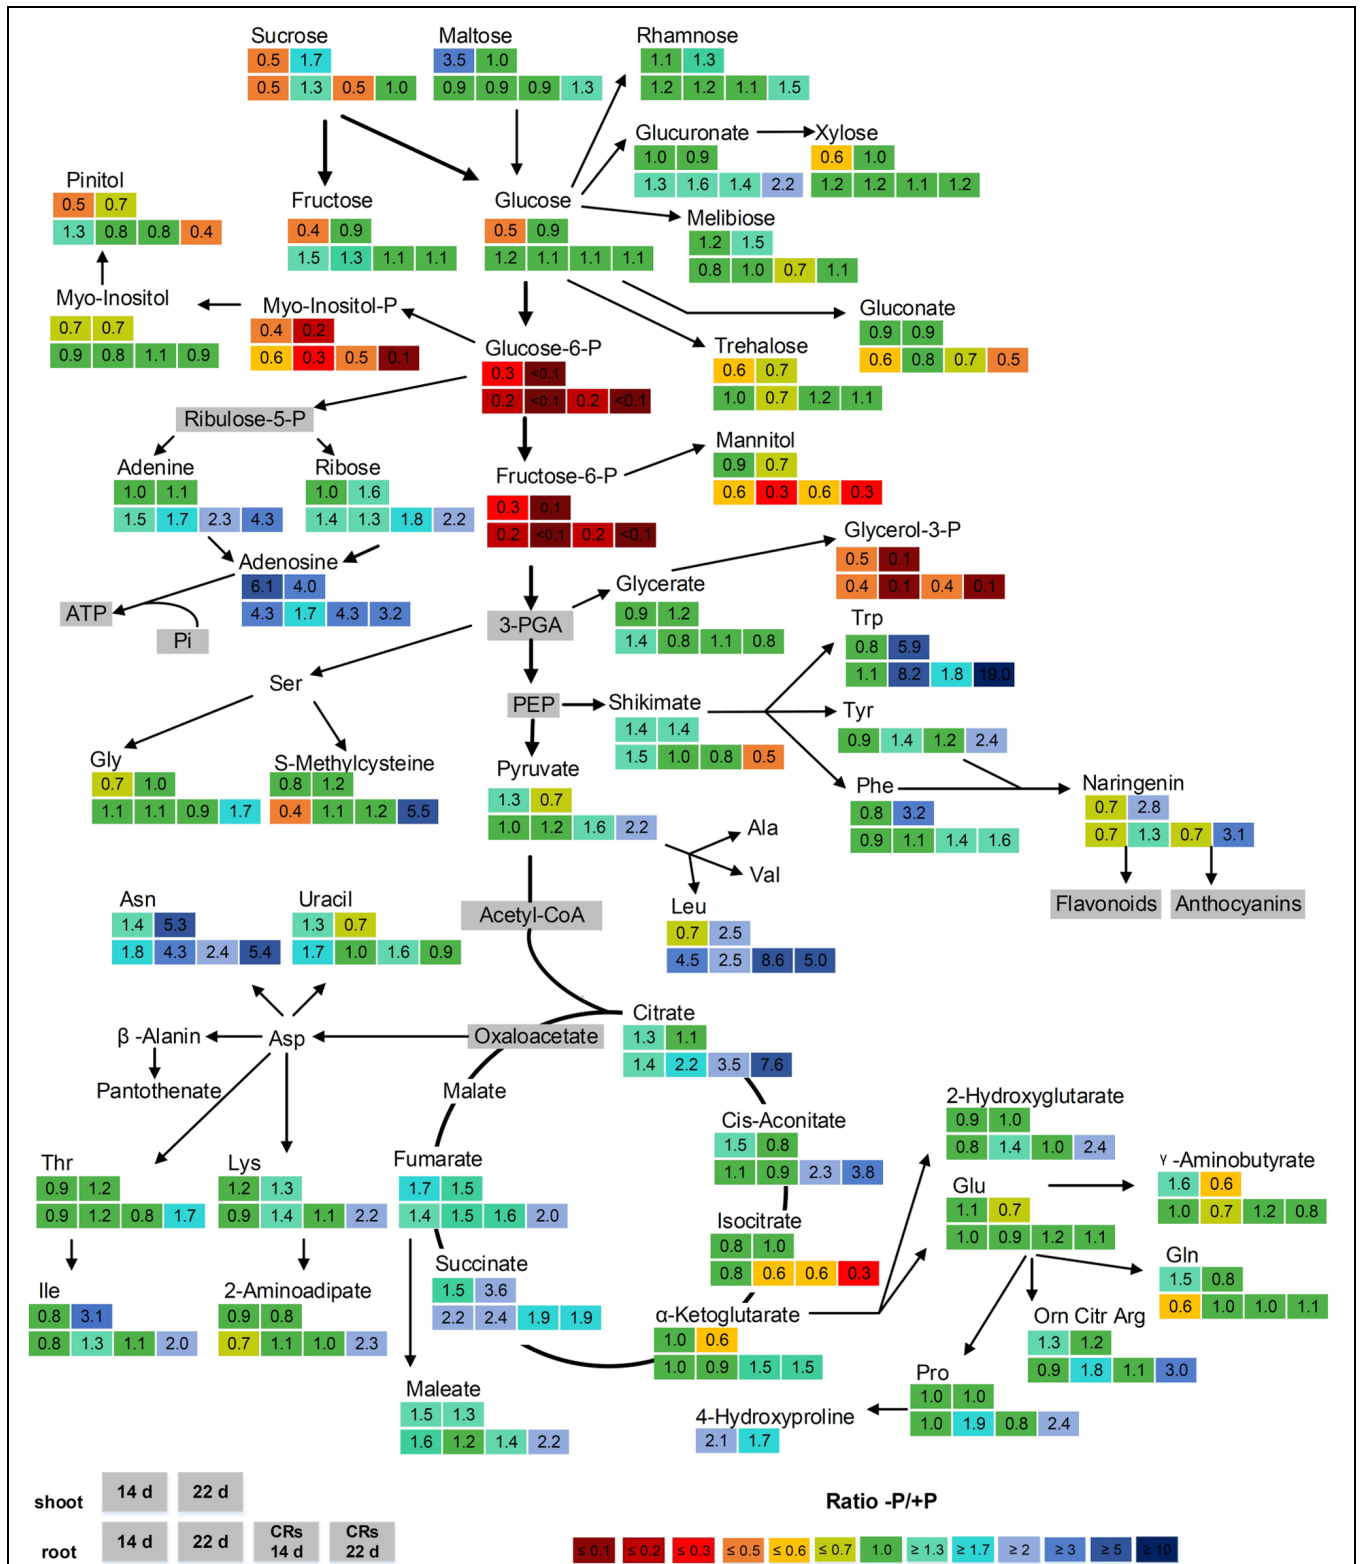 Sucrose Maltose Rhamnose
0.5 1.7
0.5 1.3 0.5 1.0
3.5 1.0
0.9 0.9 0.9 1.3
1.1 1.3
1.2 1.2 1.1 1.5
Glucuronate Xylose
1.0 0.9
1.3 1.6 1.4 2.2
0.6 1.0
1.2 1.2 1.1 1.2
Pinitol
0.5 0.7
1.3 0.8 0.8 0.4
Fructose
0.4 0.9
1.5 1.3 1.1 1.1
Glucose
0.5 0.9
1.2 1.1 1.1 1.1
Melibiose
1.2 1.5
0.8 1.0 0.7 1.1
Myo-Inositol
0.7 0.7
0.9 0.8 1.1 0.9
Myo-Inositol-P
0.4 0.2
0.6 0.3 0.5 0.1
Gluconate
0.9 0.9
0.6 0.8 0.7 0.5
Glucose-6-P
0.3 <0.1
0.2 <0.1 0.2 <0.1
Trehalose
0.6 0.7
1.0 0.7 1.2 1.1
Ribulose-5-P
Mannitol
0.9 0.7
0.6 0.3 0.6 0.3
Adenine
1.0 1.1
1.5 1.7 2.3 4.3
Ribose
1.0 1.6
1.4 1.3 1.8 2.2
Fructose-6-P
0.3 0.1
0.2 <0.1 0.2 <0.1
Glycerol-3-P
0.5 0.1
0.4 0.1 0.4 0.1
Adenosine
6.1 4.0
4.3 1.7 4.3 3.2
ATP
Pi
3-PGA
Glycerate
0.9 1.2
1.4 0.8 1.1 0.8
Trp
0.8 5.9
1.1 8.2 1.8 19.0
Ser
PEP
Shikimate
1.4 1.4
1.5 1.0 0.8 0.5
Tyr
0.9 1.4 1.2 2.4
Gly
0.7 1.0
1.1 1.1 0.9 1.7
S-Methylcysteine
0.8 1.2
0.4 1.1 1.2 5.5
Pyruvate
1.3 0.7
1.0 1.2 1.6 2.2
Phe
0.8 3.2
0.9 1.1 1.4 1.6
Naringenin
0.7 2.8
0.7 1.3 0.7 3.1
Ala
Val
Flavonoids Anthocyanins
Asn
1.4 5.3
1.8 4.3 2.4 5.4
Uracil
1.3 0.7
1.7 1.0 1.6 0.9
Acetyl-CoA
Leu
0.7 2.5
4.5 2.5 8.6 5.0
β -Alanin
Asp
Oxaloacetate
Citrate
1.3 1.1
1.4 2.2 3.5 7.6
Pantothenate
Malate
Cis-Aconitate
1.5 0.8
1.1 0.9 2.3 3.8
2-Hydroxyglutarate
0.9 1.0
0.8 1.4 1.0 2.4
Thr
0.9 1.2
0.9 1.2 0.8 1.7
Lys
1.2 1.3
0.9 1.4 1.1 2.2
Fumarate
1.7 1.5
1.4 1.5 1.6 2.0
Glu
1.1 0.7
1.0 0.9 1.2 1.1
γ -Aminobutyrate
1.6 0.6
1.0 0.7 1.2 0.8
Isocitrate
0.8 1.0
0.8 0.6 0.6 0.3
Succinate
1.5 3.6
2.2 2.4 1.9 1.9
Gln
1.5 0.8
0.6 1.0 1.0 1.1
Ile
0.8 3.1
0.8 1.3 1.1 2.0
2-Aminoadipate
0.9 0.8
0.7 1.1 1.0 2.3
α-Ketoglutarate
1.0 0.6
1.0 0.9 1.5 1.5
Orn Citr Arg
1.3 1.2
0.9 1.8 1.1 3.0
Maleate
1.5 1.3
1.6 1.2 1.4 2.2
Pro
1.0 1.0
1.0 1.9 0.8 2.4
4-Hydroxyproline
2.1 1.7
shoot 14 d 22 d
root 14 d 22 d CRs 14 d CRs 22 d
Ratio -P/+P
≤ 0.1 ≤ 0.2 ≤ 0.3 ≤ 0.5 ≤ 0.6 ≤ 0.7 1.0 ≥ 1.3 ≥ 1.7 ≥ 2 ≥ 3 ≥ 5 ≥ 10